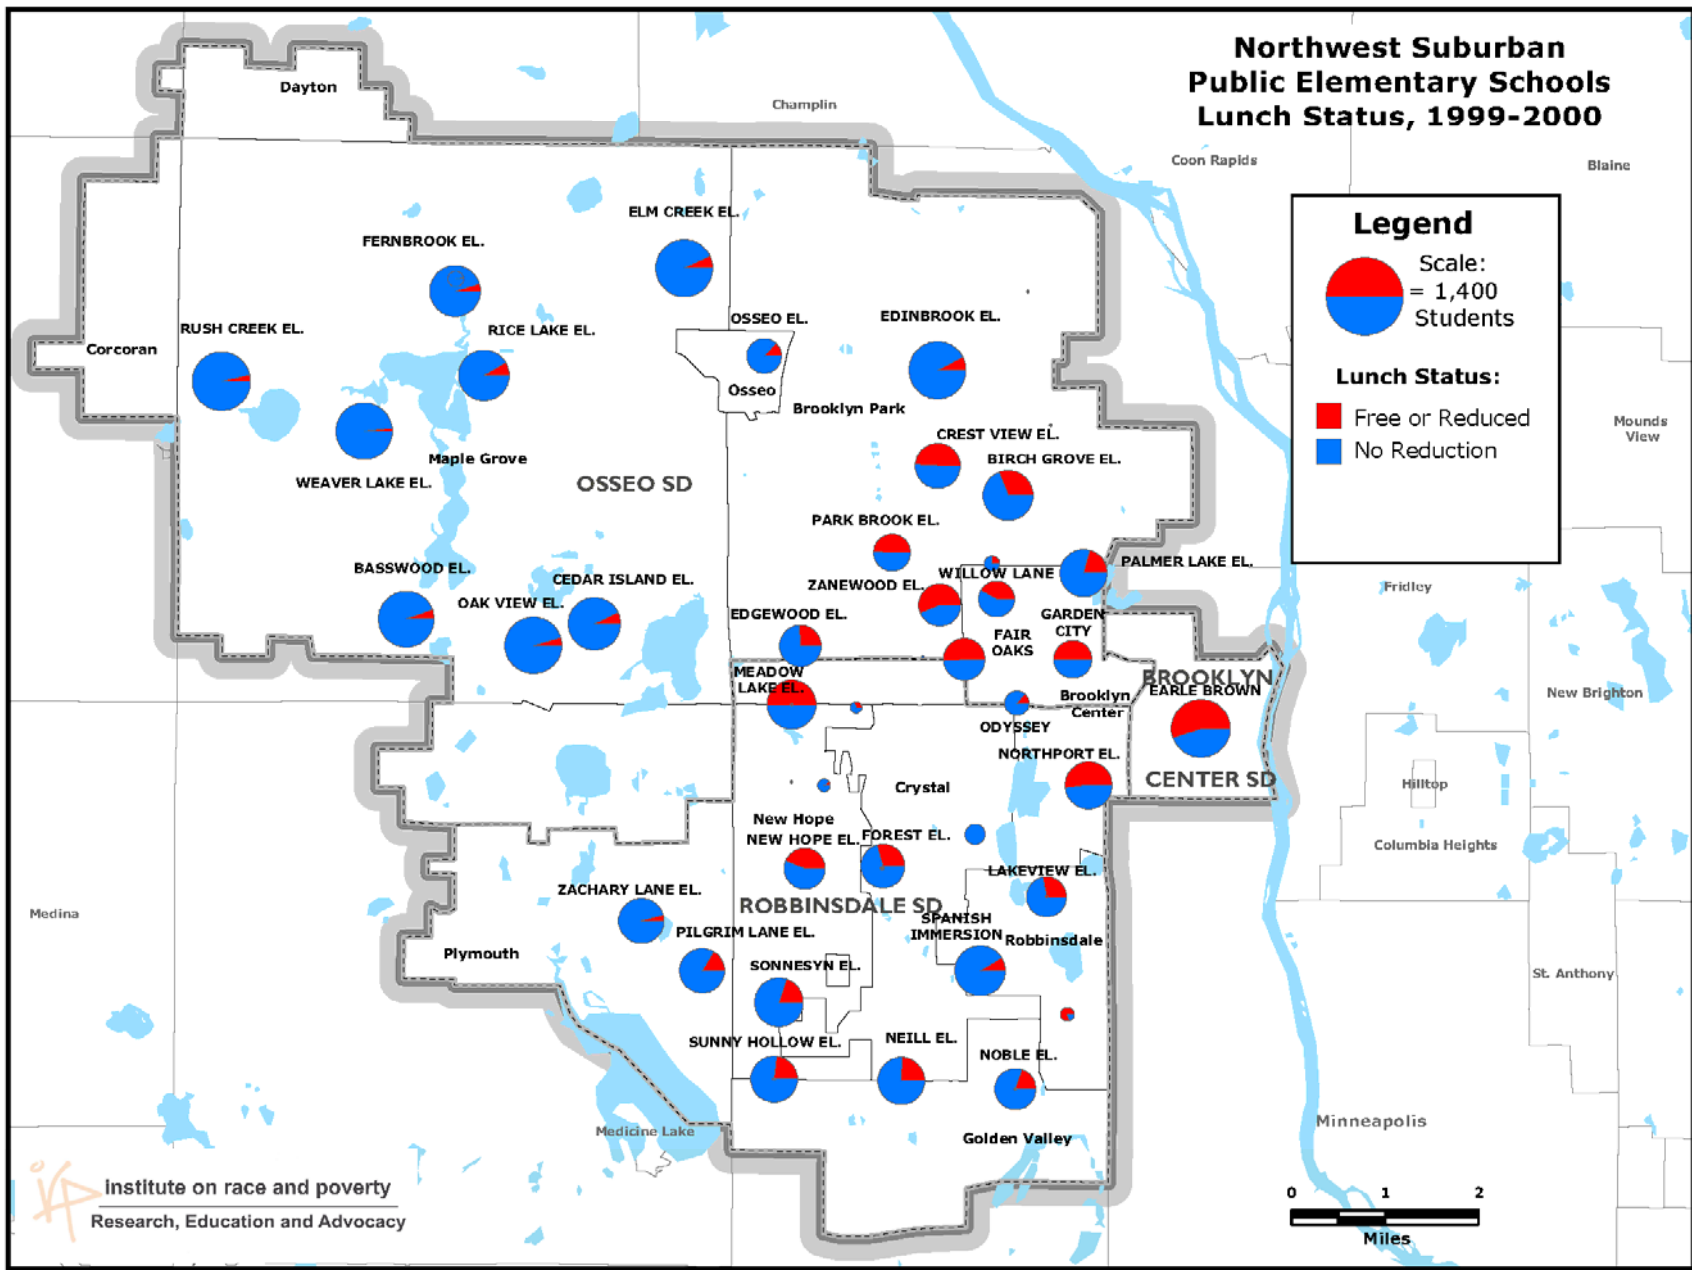 Northwest Suburban
Public Elementary Schools
Lunch Status, 1999-2000
Dayton
Champlin
Coon Rapids
Blaine
Legend
Scale:
= 1,400
Students
Lunch Status:
Free or Reduced
No Reduction
ELM CREEK EL.
FERNBROOK EL.
RUSH CREEK EL.
RICE LAKE EL.
OSSEO EL.
EDINBROOK EL.
Corcoran
Osseo
Brooklyn Park
Mounds
View
CREST VIEW EL.
Maple Grove
BIRCH GROVE EL.
WEAVER LAKE EL.
OSSEO SD
PARK BROOK EL.
BASSWOOD EL.
CEDAR ISLAND EL.
OAK VIEW EL.
ZANEWOOD EL.
WILLOW LANE
PALMER LAKE EL.
Fridley
EDGEWOOD EL.
GARDEN
CITY
FAIR
OAKS
MEADOW
LAKE EL.
BROOKLYN
EARLE BROWN
Brooklyn
Center
New Brighton
ODYSSEY
NORTHPORT EL.
CENTER SD
Hilltop
Crystal
New Hope
NEW HOPE EL.
FOREST EL.
Columbia Heights
LAKEVIEW EL.
ZACHARY LANE EL.
ROBBINSDALE SD
Medina
SPANISH
IMMERSION
PILGRIM LANE EL.
Robbinsdale
Plymouth
SONNESYN EL.
St. Anthony
SUNNY HOLLOW EL.
NEILL EL.
NOBLE EL.
Medicine Lake
Golden Valley
Minneapolis
institute on race and poverty
Research, Education and Advocacy
0 1 2
Miles